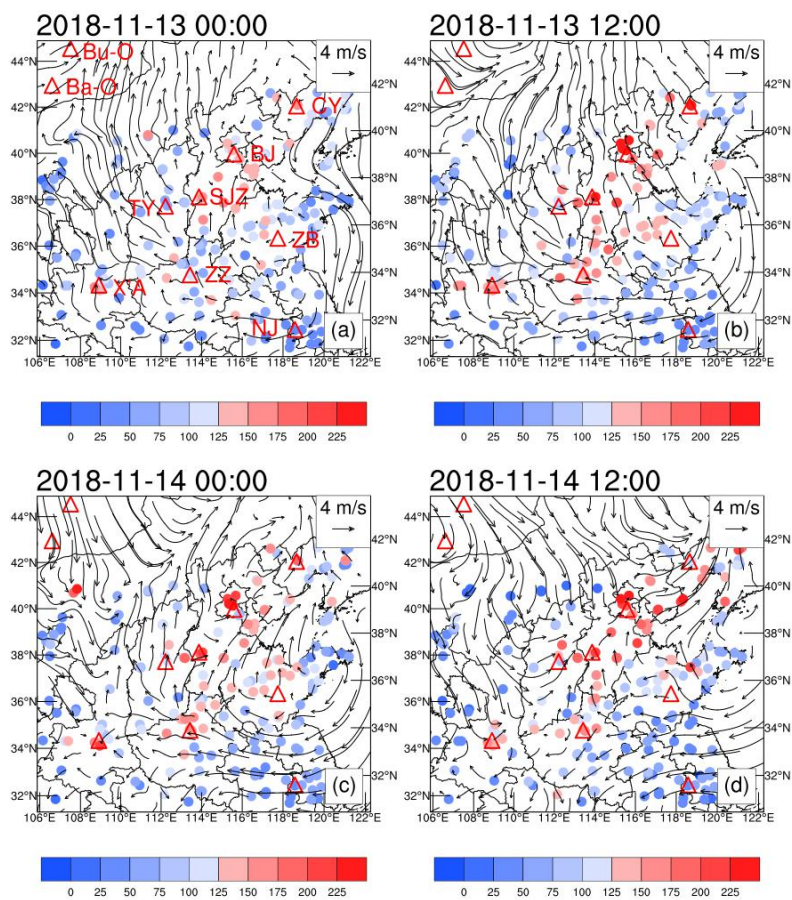 2018-11-13 00:00
4 m/s
44°N
42°N
40°N
38°N
36°N
34°N
32°N
Bu-O
Ba-O
CY
BJ
SJZ
TY
ZB
ZZ
XA
NJ
(a)
42°N
40°N
38°N
36°N
34°N
32°N
106°E 108°E 110°E 112°E 114°E 116°E 118°E 120°E 122°E
0 25 50 75 100 125 150 175 200 225
2018-11-13 12:00
4 m/s
44°N
42°N
40°N
38°N
36°N
34°N
32°N
(b)
42°N
40°N
38°N
36°N
34°N
32°N
106°E 108°E 110°E 112°E 114°E 116°E 118°E 120°E 122°E
0 25 50 75 100 125 150 175 200 225
2018-11-14 00:00
4 m/s
44°N
42°N
40°N
38°N
36°N
34°N
32°N
(c)
42°N
40°N
38°N
36°N
34°N
32°N
106°E 108°E 110°E 112°E 114°E 116°E 118°E 120°E 122°E
0 25 50 75 100 125 150 175 200 225
2018-11-14 12:00
4 m/s
44°N
42°N
40°N
38°N
36°N
34°N
32°N
(d)
42°N
40°N
38°N
36°N
34°N
32°N
106°E 108°E 110°E 112°E 114°E 116°E 118°E 120°E 122°E
0 25 50 75 100 125 150 175 200 225